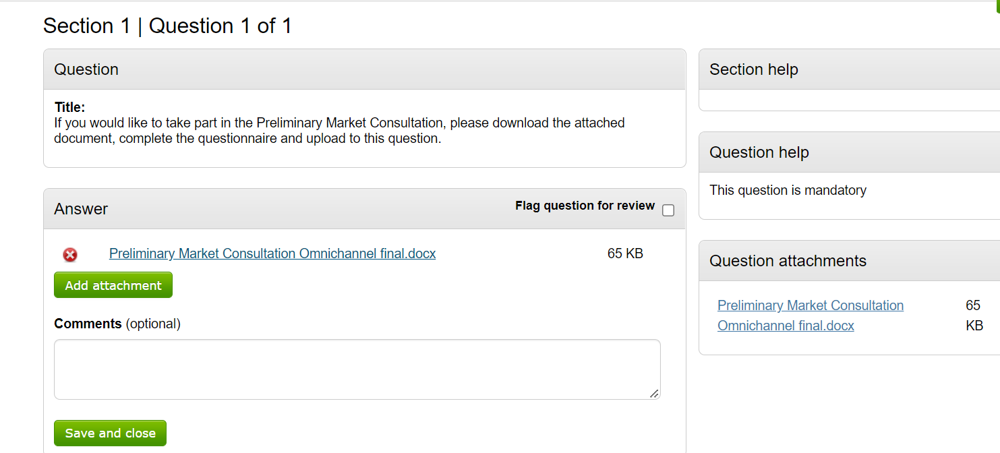 Section 1 | Question 1 of 1
Question
Title:
If you would like to take part in the Preliminary Market Consultation, please download the attached
document, complete the questionnaire and upload to this question.
Answer
Flag question for review
Preliminary Market Consultation Omnichannel final.docx 65 KB
Add attachment
Comments (optional)
Save and close
Section help
Question help
This question is mandatory
Question attachments
Preliminary Market Consultation 65
Omnichannel final.docx KB